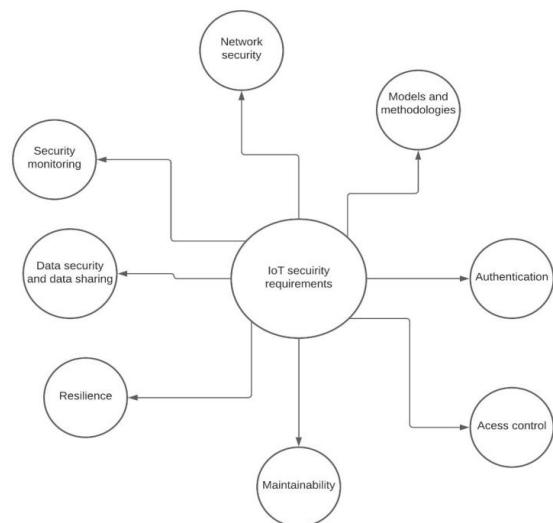 Network
security
Models and
methodologies
Security
monitoring
Data security
and data sharing
IoT secuirity
requirements
Authentication
Resilience
Acess control
Maintainability